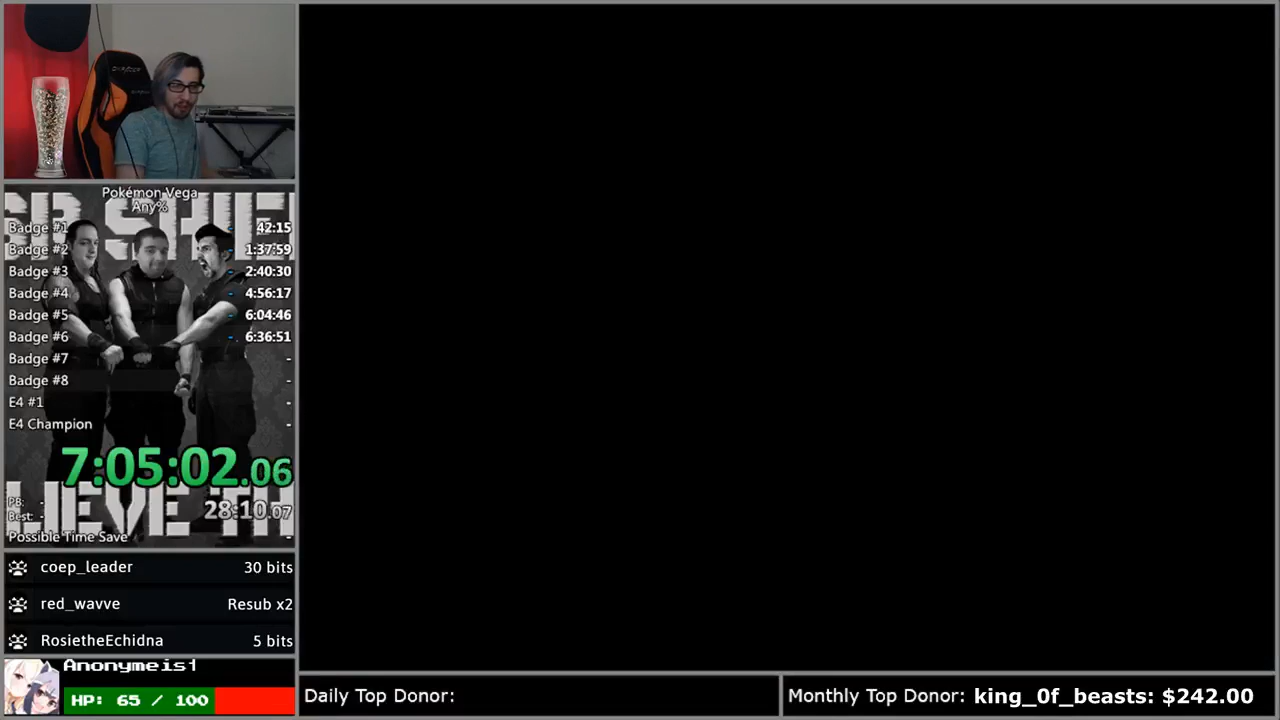 Pokémon Vega
Any%
Badge #1 - 42:15
Badge #2 - 1:37:59
Badge #3 - 2:40:30
Badge #4 - 4:56:17
Badge #5 - 6:04:46
Badge #6 - 6:36:51
Badge #7 -
Badge #8 -
E4 #1 -
E4 Champion -
7:05:02.06
PB: -
Best: - 28:10.07
LIEVE TH
Possible Time Save -
coep_leader 30 bits
red_wavve Resub x2
RosietheEchidna 5 bits
Anonymeist
HP: 65 / 100
Daily Top Donor:
Monthly Top Donor: king_0f_beasts: $242.00